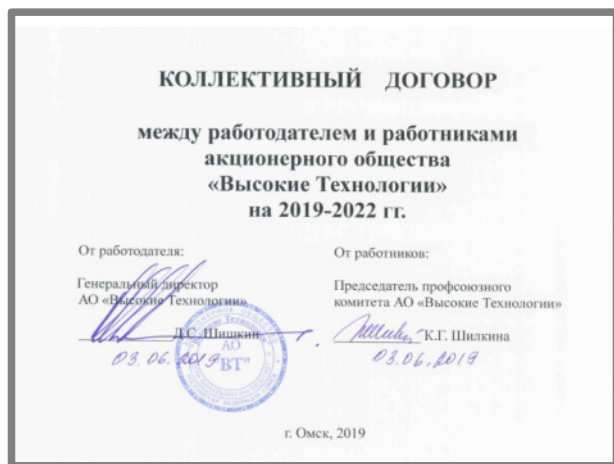 КОЛЛЕКТИВНЫЙ ДОГОВОР
между работодателем и работниками
акционерного общества
«Высокие Технологии»
на 2019-2022 гг.
От работодателя:
Генеральный директор
АО «Высокие Технологии»
Д.С. Шишкин
03.06.2019
АО
ВТ"
От работников:
Председатель профсоюзного
комитета АО «Высокие Технологии»
К.Г. Шилкина
03.06.2019
г. Омск, 2019